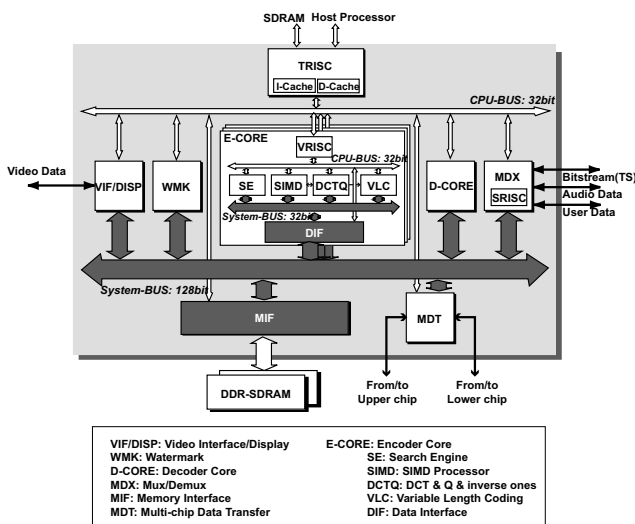 SDRAM Host Processor
TRISC
I-Cache D-Cache
CPU-BUS: 32bit
E-CORE
VRISC
CPU-BUS: 32bit
Video Data
VIF/DISP
WMK
SE
SIMD
DCTQ
VLC
D-CORE
MDX
SRISC
Bitstream(TS)
Audio Data
User Data
System-BUS: 32bit
DIF
System-BUS: 128bit
MIF
MDT
DDR-SDRAM
From/to
Upper chip
From/to
Lower chip
VIF/DISP: Video Interface/Display
WMK: Watermark
D-CORE: Decoder Core
MDX: Mux/Demux
MIF: Memory Interface
MDT: Multi-chip Data Transfer
E-CORE: Encoder Core
SE: Search Engine
SIMD: SIMD Processor
DCTQ: DCT & Q & inverse ones
VLC: Variable Length Coding
DIF: Data Interface